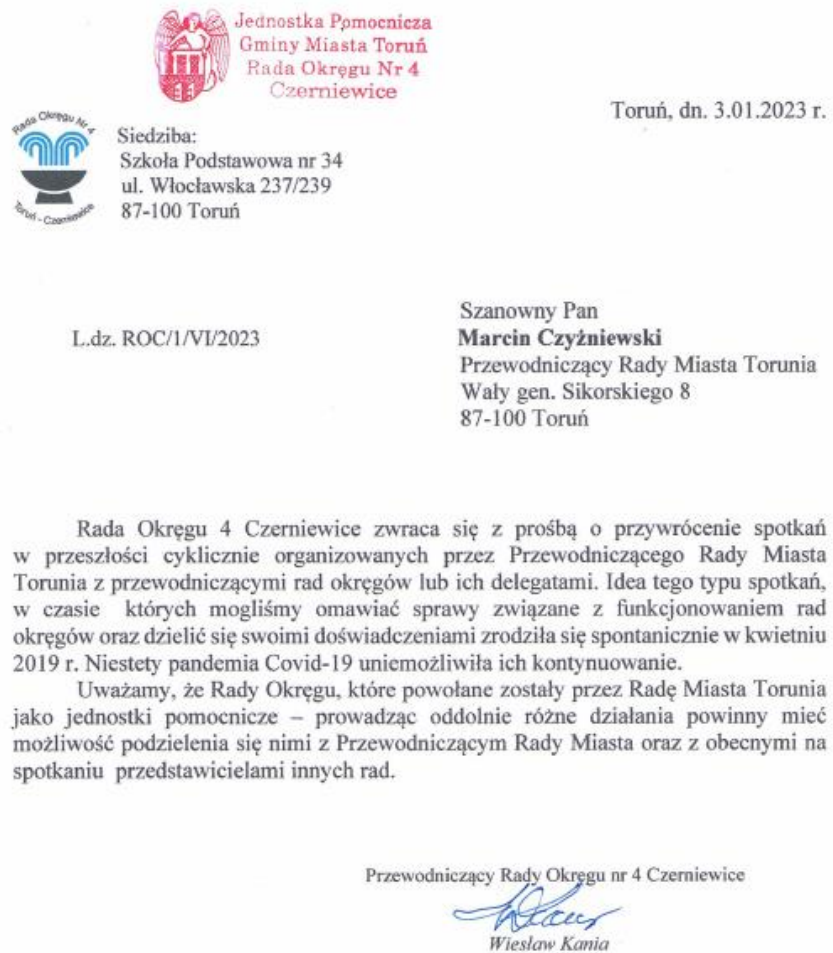 Jednostka Pomocnicza
Gminy Miasta Toruń
Rada Okręgu Nr 4
Czerniewice
Toruń, dn. 3.01.2023 r.
Rada Okręgu Nr 4
Toruń - Czerniewice
Siedziba:
Szkoła Podstawowa nr 34
ul. Włocławska 237/239
87-100 Toruń
Szanowny Pan
L.dz. ROC/1/VI/2023
Marcin Czyżniewski
Przewodniczący Rady Miasta Torunia
Wały gen. Sikorskiego 8
87-100 Toruń
Rada Okręgu 4 Czerniewice zwraca się z prośbą o przywrócenie spotkań
w przeszłości cyklicznie organizowanych przez Przewodniczącego Rady Miasta
Torunia z przewodniczącymi rad okręgów lub ich delegatami. Idea tego typu spotkań,
w czasie których mogliśmy omawiać sprawy związane z funkcjonowaniem rad
okręgów oraz dzielić się swoimi doświadczeniami zrodziła się spontanicznie w kwietniu
2019 r. Niestety pandemia Covid-19 uniemożliwiła ich kontynuowanie.
Uważamy, że Rady Okręgu, które powołane zostały przez Radę Miasta Torunia
jako jednostki pomocnicze – prowadząc oddolnie różne działania powinny mieć
możliwość podzielenia się nimi z Przewodniczącym Rady Miasta oraz z obecnymi na
spotkaniu przedstawicielami innych rad.
Przewodniczący Rady Okręgu nr 4 Czerniewice
Wiesław Kania